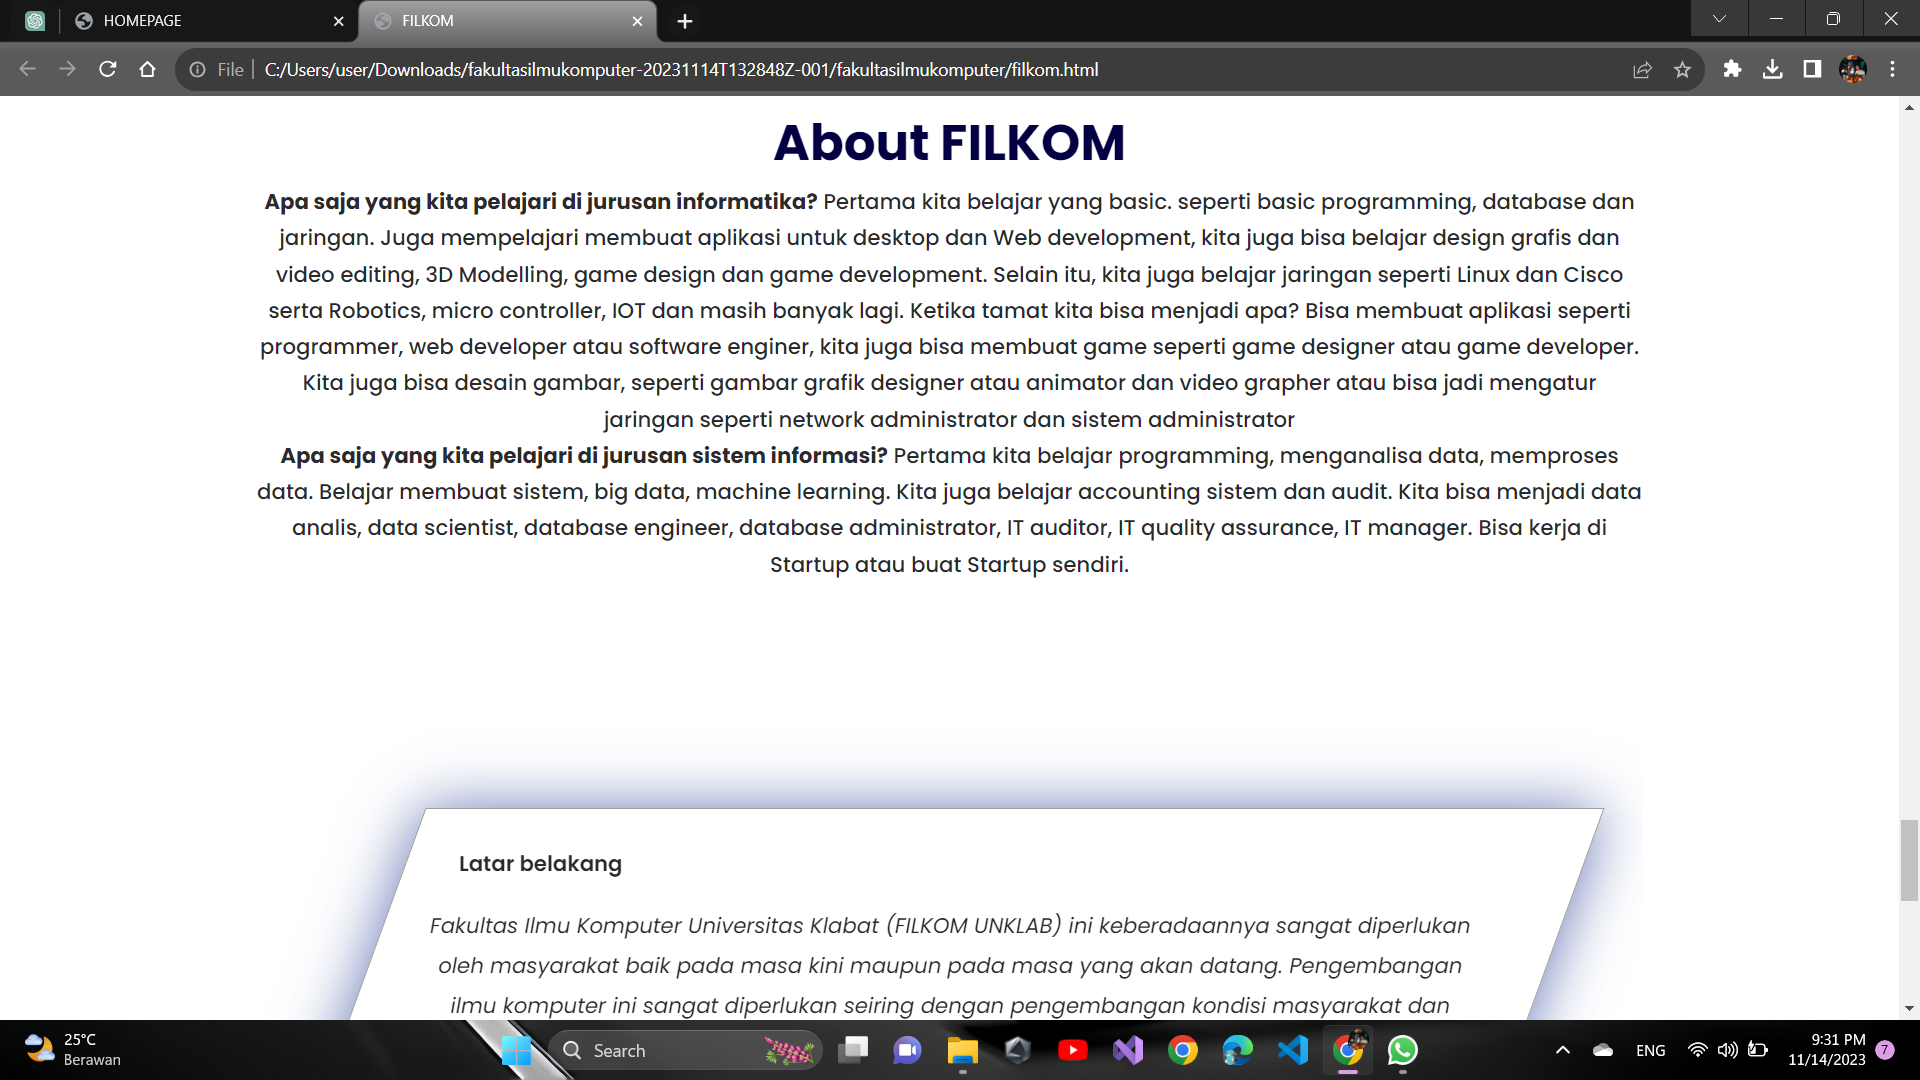 HOMEPAGE
FILKOM
File
C:/Users/user/Downloads/fakultasilmukomputer-20231114T132848Z-001/fakultasilmukomputer/filkom.html
About FILKOM
Apa saja yang kita pelajari di jurusan informatika? Pertama kita belajar yang basic. seperti basic programming, database dan
jaringan. Juga mempelajari membuat aplikasi untuk desktop dan Web development, kita juga bisa belajar design grafis dan
video editing, 3D Modelling, game design dan game development. Selain itu, kita juga belajar jaringan seperti Linux dan Cisco
serta Robotics, micro controller, IOT dan masih banyak lagi. Ketika tamat kita bisa menjadi apa? Bisa membuat aplikasi seperti
programmer, web developer atau software enginer, kita juga bisa membuat game seperti game designer atau game developer.
Kita juga bisa desain gambar, seperti gambar grafik designer atau animator dan video grapher atau bisa jadi mengatur
jaringan seperti network administrator dan sistem administrator
Apa saja yang kita pelajari di jurusan sistem informasi? Pertama kita belajar programming, menganalisa data, memproses
data. Belajar membuat sistem, big data, machine learning. Kita juga belajar accounting sistem dan audit. Kita bisa menjadi data
analis, data scientist, database engineer, database administrator, IT auditor, IT quality assurance, IT manager. Bisa kerja di
Startup atau buat Startup sendiri.
Latar belakang
Fakultas Ilmu Komputer Universitas Klabat (FILKOM UNKLAB) ini keberadaannya sangat diperlukan
oleh masyarakat baik pada masa kini maupun pada masa yang akan datang. Pengembangan
ilmu komputer ini sangat diperlukan seiring dengan pengembangan kondisi masyarakat dan
25°C
Berawan
Search
ENG
9:31 PM
11/14/2023
7